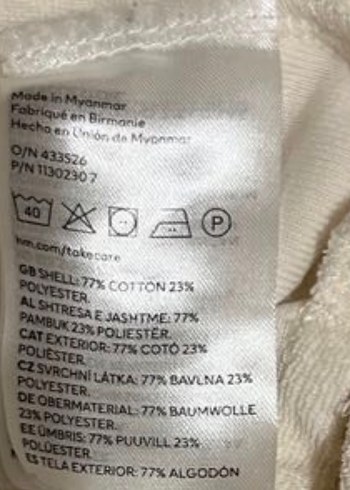 Made in Myanmar
Fabriqué en Birmanie
Hecho en Unión de Myanmar
O/N 433526
P/N 1130230 7
40 P
hm.com/takecare
GB SHELL: 77% COTTON 23%
POLYESTER.
AL SHTRESA E JASHTME: 77%
PAMBUK 23% POLIESTËR.
CAT EXTERIOR: 77% COTÓ 23%
POLIÈSTER.
CZ SVRCHNÍ LÁTKA: 77% BAVLNA 23%
POLYESTER.
DE OBERMATERIAL: 77% BAUMWOLLE
23% POLYESTER.
EE ÜMBRIS: 77% PUUVILL 23%
POLÜESTER.
ES TELA EXTERIOR: 77% ALGODÓN